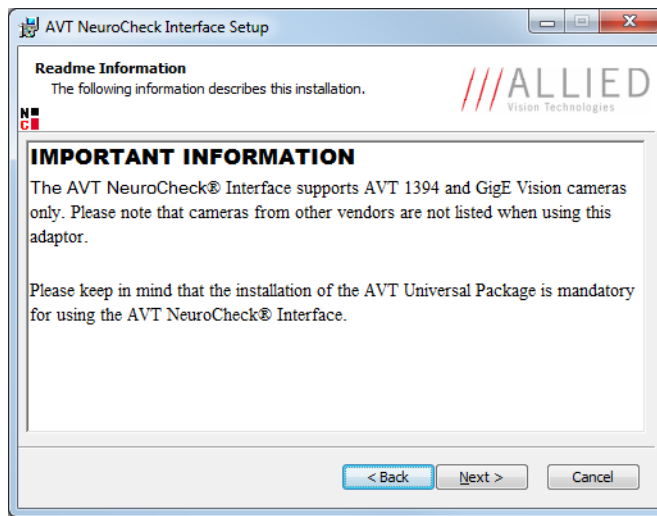 AVT NeuroCheck Interface Setup
Readme Information
The following information describes this installation.
ALLIED
Vision Technologies
N
C
IMPORTANT INFORMATION
The AVT NeuroCheck® Interface supports AVT 1394 and GigE Vision cameras
only. Please note that cameras from other vendors are not listed when using this
adaptor.
Please keep in mind that the installation of the AVT Universal Package is mandatory
for using the AVT NeuroCheck® Interface.
< Back
Next >
Cancel